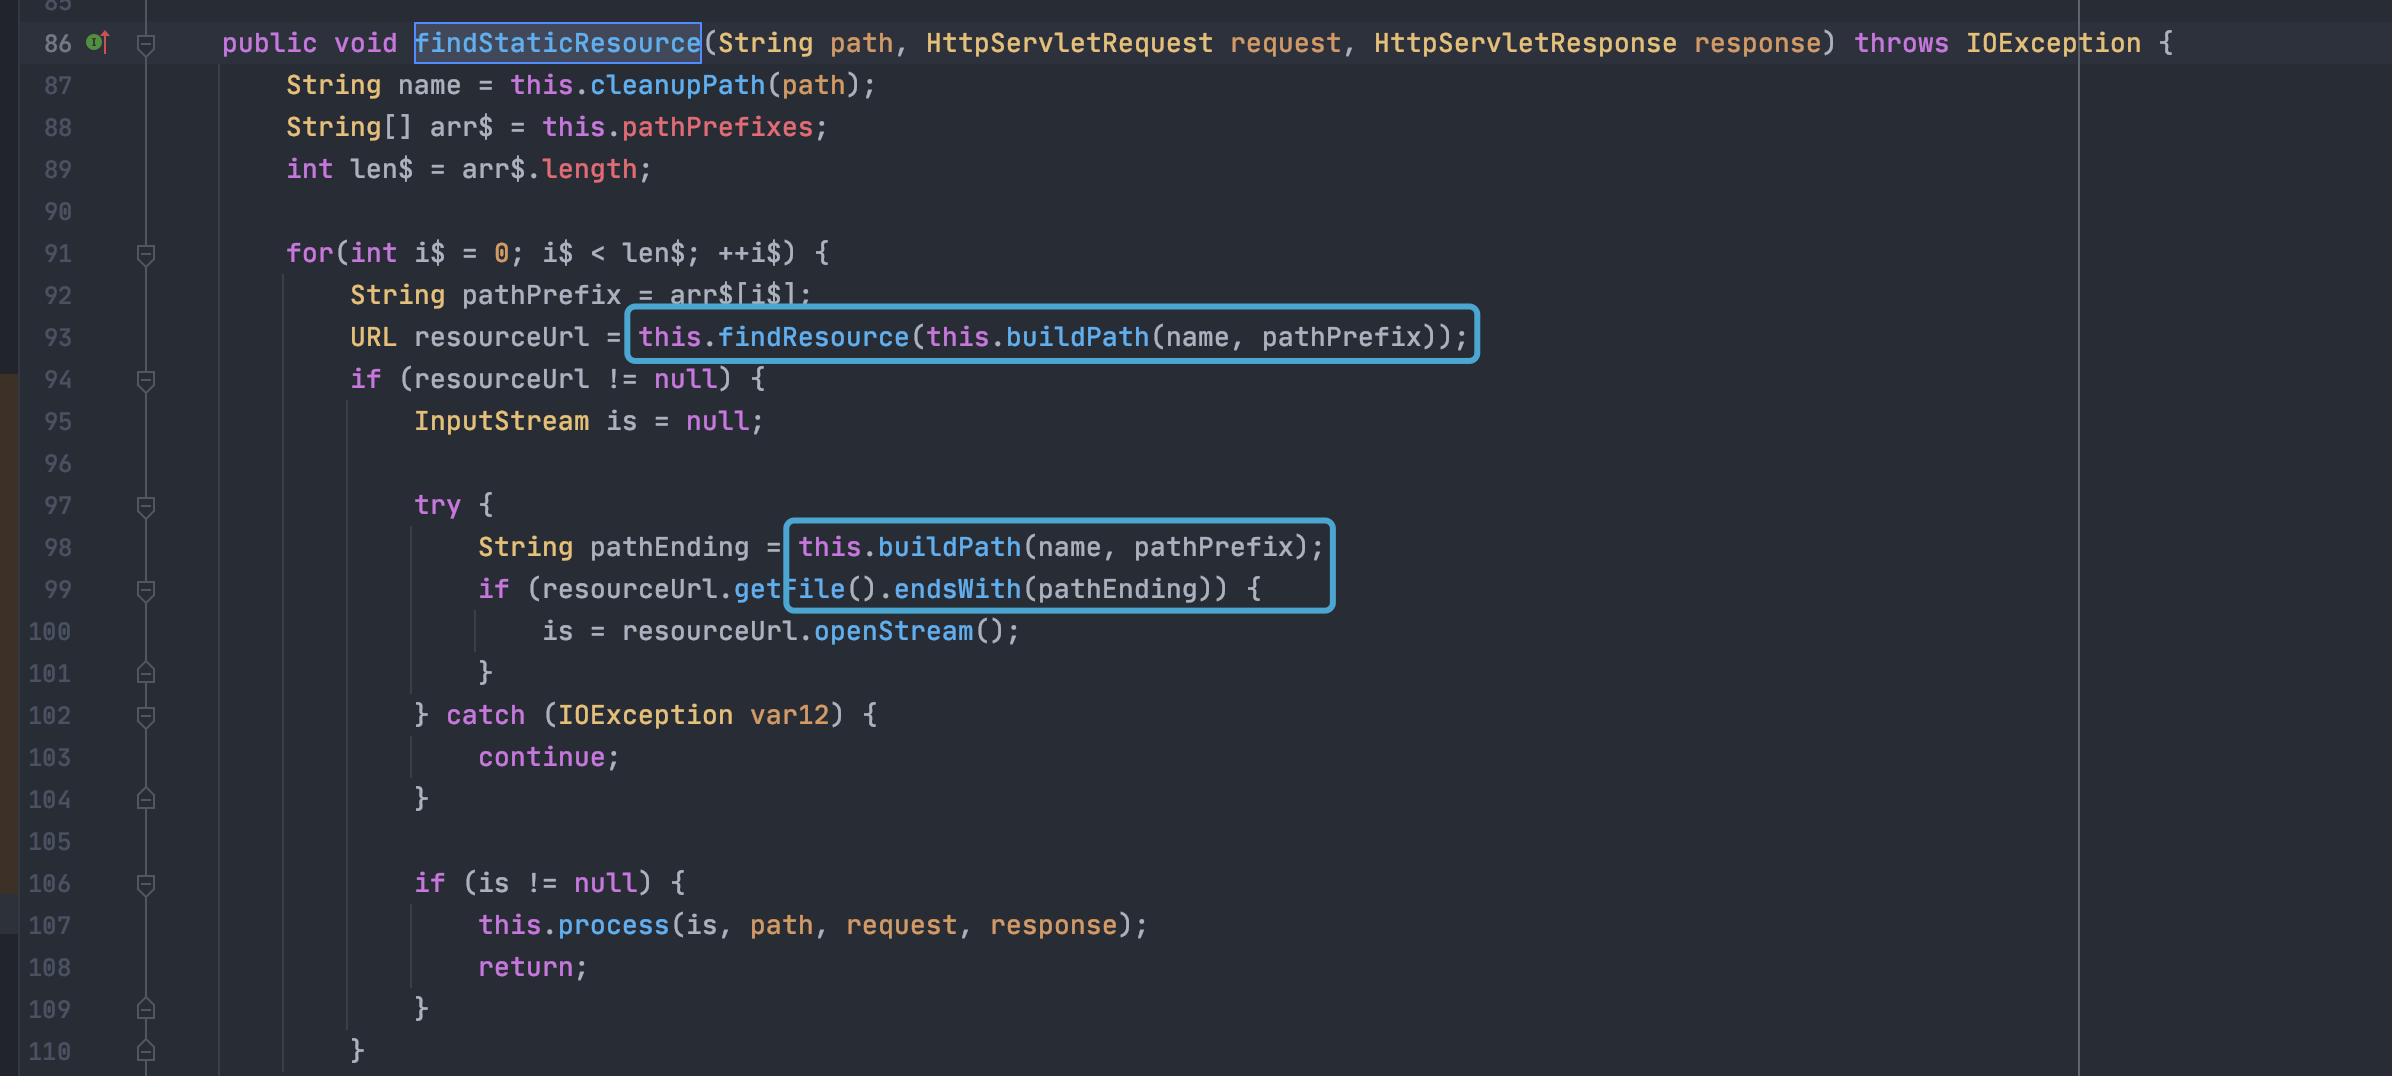 85
86 public void findStaticResource(String path, HttpServletRequest request, HttpServletResponse response) throws IOException {
87 String name = this.cleanupPath(path);
88 String[] arr$ = this.pathPrefixes;
89 int len$ = arr$.length;
90
91 for(int i$ = 0; i$ < len$; ++i$) {
92 String pathPrefix = arr$[i$];
93 URL resourceUrl = this.findResource(this.buildPath(name, pathPrefix));
94 if (resourceUrl != null) {
95 InputStream is = null;
96
97 try {
98 String pathEnding = this.buildPath(name, pathPrefix);
99 if (resourceUrl.getFile().endsWith(pathEnding)) {
100 is = resourceUrl.openStream();
101 }
102 } catch (IOException var12) {
103 continue;
104 }
105
106 if (is != null) {
107 this.process(is, path, request, response);
108 return;
109 }
110 }